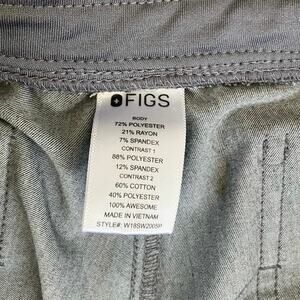 FIGS
BODY
72% POLYESTER
21% RAYON
7% SPANDEX
CONTRAST 1
88% POLYESTER
12% SPANDEX
CONTRAST 2
60% COTTON
40% POLYESTER
100% AWESOME
MADE IN VIETNAM
STYLE#: W18SW2005P